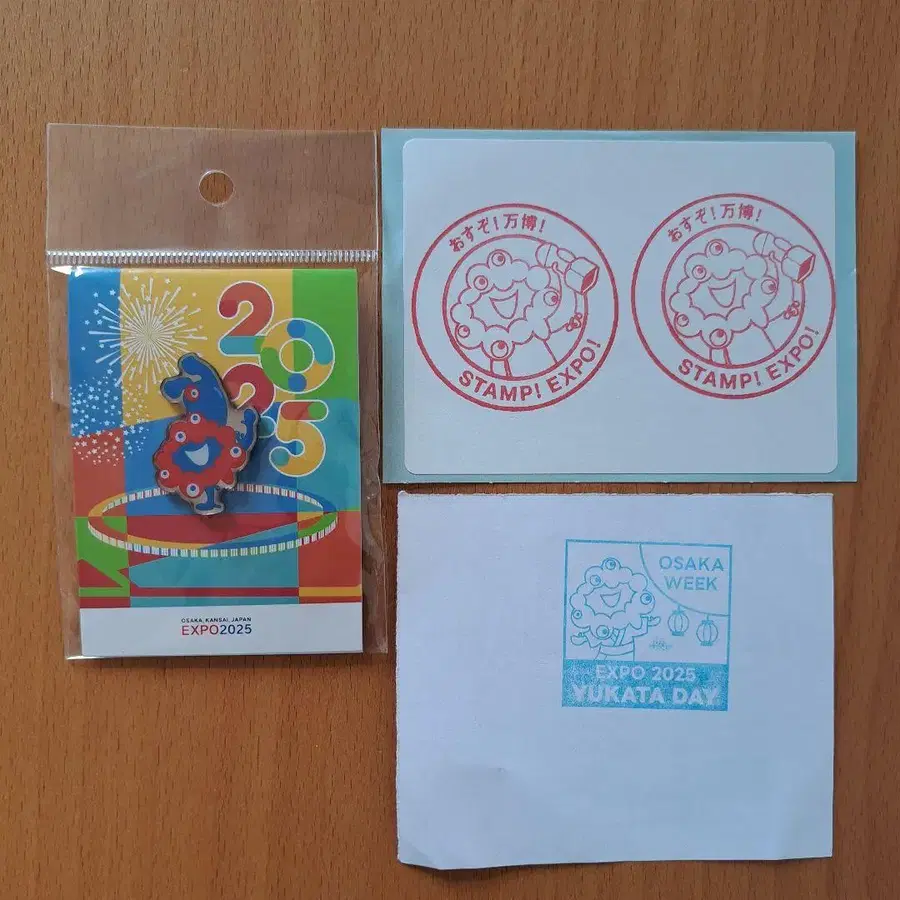 2025
OSAKA, KANSAI, JAPAN
EXPO2025
おすぞ!万博!
STAMP! EXPO!
おすぞ!万博!
STAMP! EXPO!
OSAKA
WEEK
EXPO 2025
YUKATA DAY